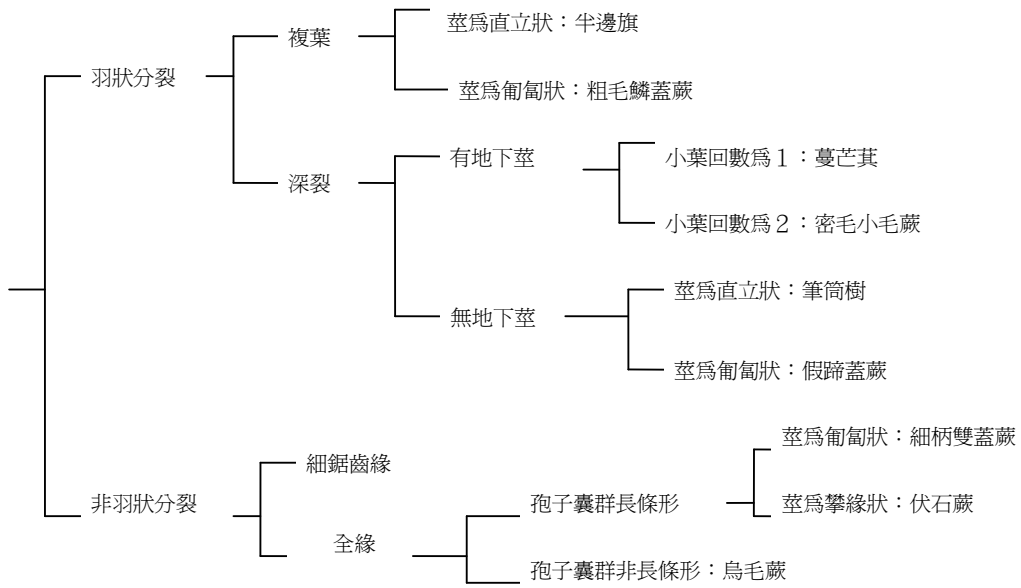 莖爲直立狀：半邊旗
複葉
羽狀分裂
莖爲匍匐狀：粗毛鱗蓋蕨
有地下莖
小葉回數爲１：蔓芒萁
深裂
小葉回數爲２：密毛小毛蕨
莖爲直立狀：筆筒樹
無地下莖
莖爲匍匐狀：假蹄蓋蕨
莖爲匍匐狀：細柄雙蓋蕨
細鋸齒緣
非羽狀分裂
孢子囊群長條形
莖爲攀緣狀：伏石蕨
全緣
孢子囊群非長條形：烏毛蕨